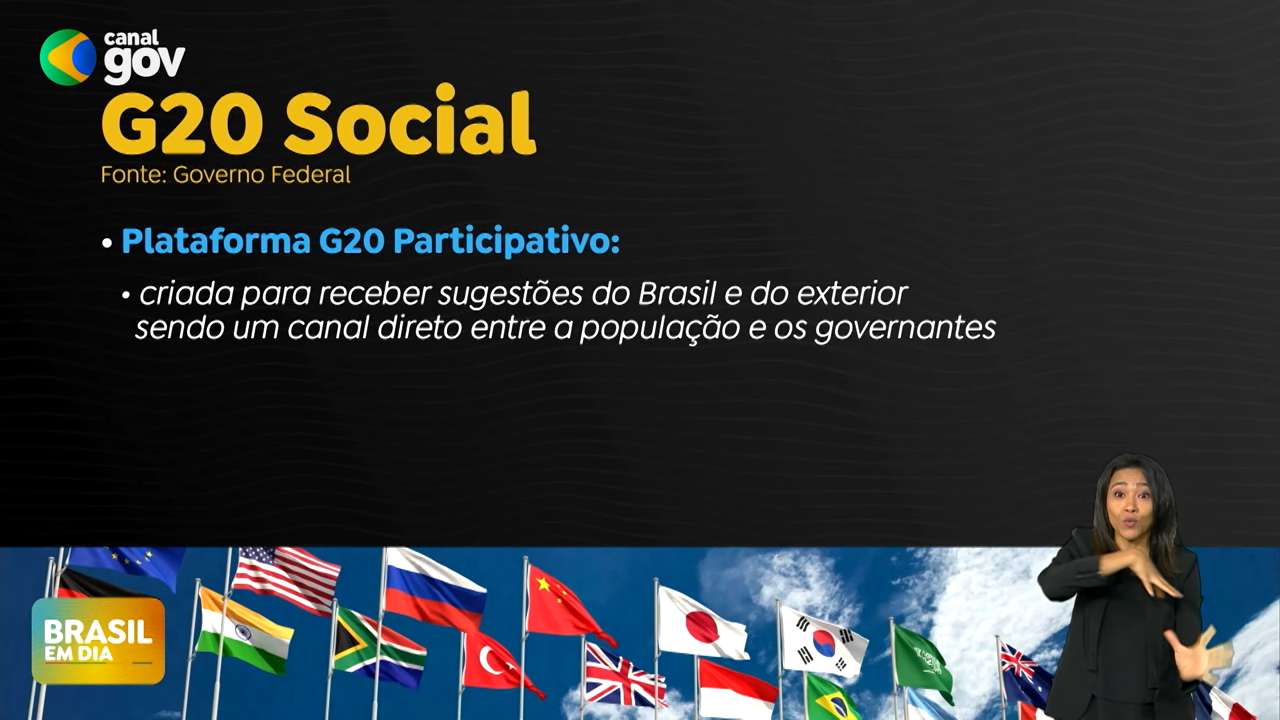 canal
gov
G20 Social
Fonte: Governo Federal
• Plataforma G20 Participativo:
• criada para receber sugestões do Brasil e do exterior
sendo um canal direto entre a população e os governantes
BRASIL
EM DIA